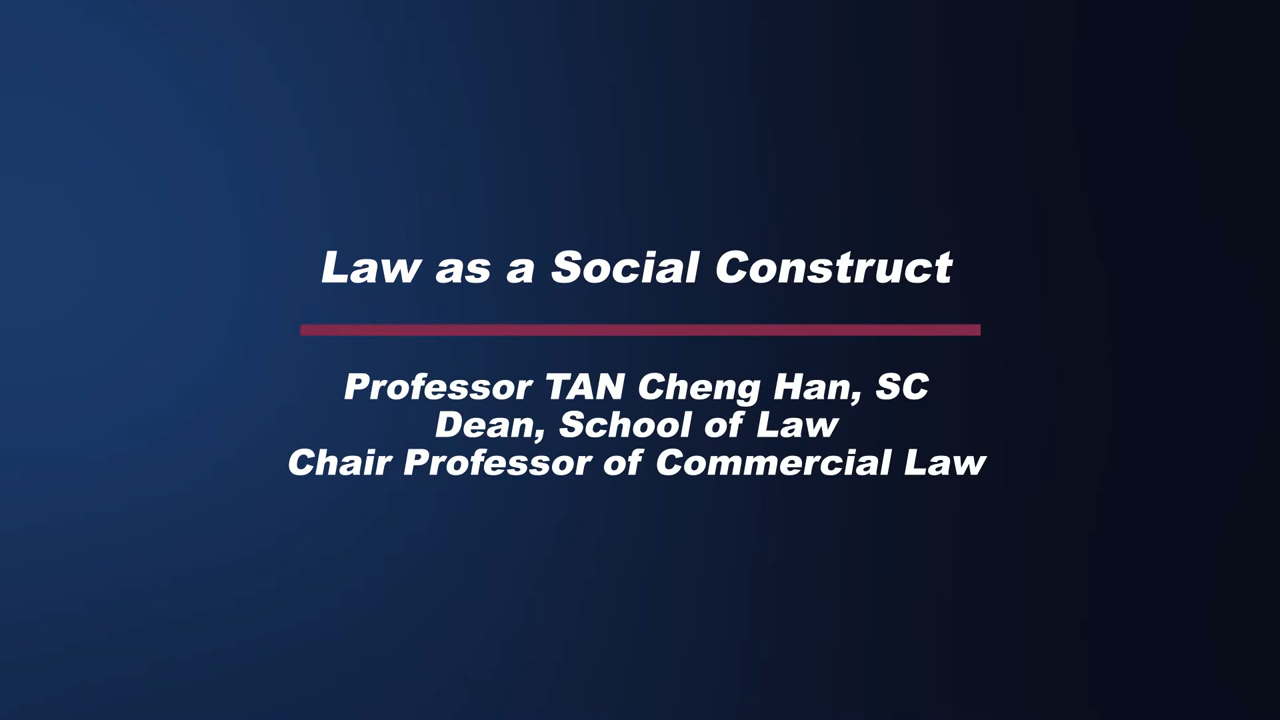 Law as a Social Construct
Professor TAN Cheng Han, SC
Dean, School of Law
Chair Professor of Commercial Law